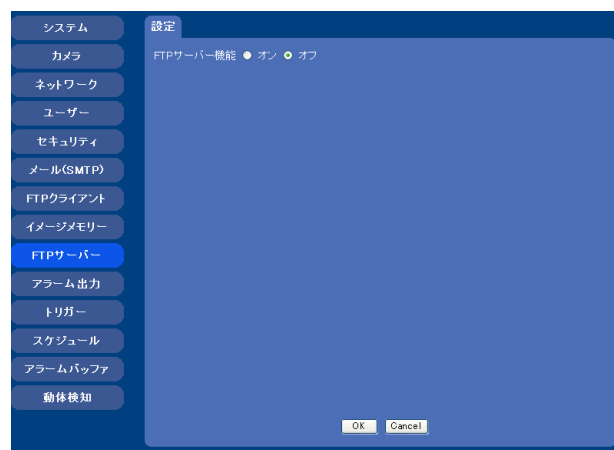 システム
カメラ
ネットワーク
ユーザー
セキュリティ
メール(SMTP)
FTPクライアント
イメージメモリー
FTPサーバー
アラーム出力
トリガー
スケジュール
アラームバッファ
動体検知
設定
FTPサーバー機能 オン オフ
OK Cancel